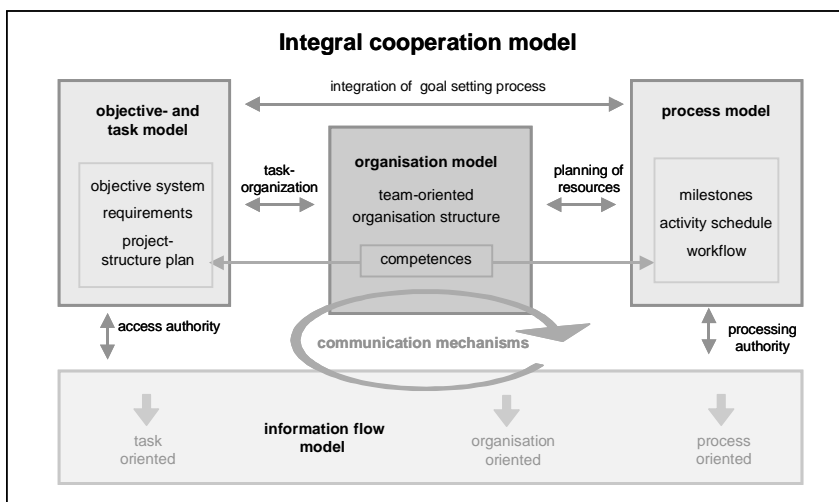 Integral cooperation model
integration of goal setting process
objective- and
task model
objective system
requirements
project-
structure plan
task-
organization
organisation model
team-oriented
organisation structure
competences
planning of
resources
process model
milestones
activity schedule
workflow
access authority
communication mechanisms
processing
authority
task
oriented
information flow
model
organisation
oriented
process
oriented